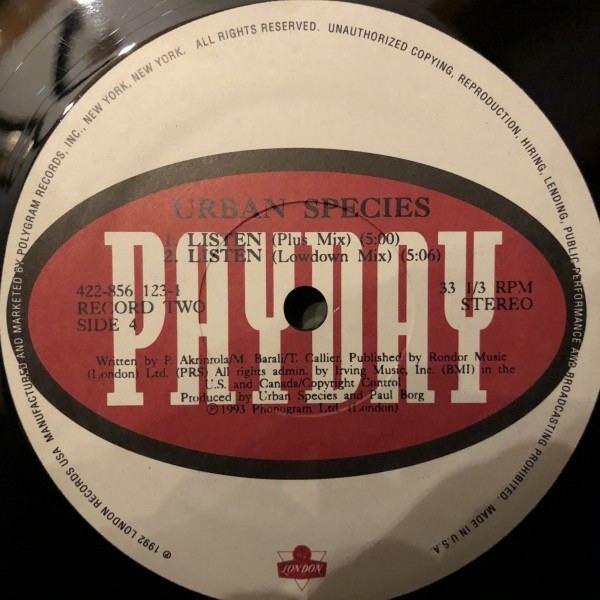 MANUFACTURED AND MARKETED BY POLYGRAM RECORDS, INC., NEW YORK, NEW YORK. ALL RIGHTS RESERVED. UNAUTHORIZED COPYING, REPRODUCTION, HIRING, LENDING, PUBLIC PERFORMANCE AND BROADCASTING PROHIBITED. MADE IN U.S.A.
URBAN SPECIES
1. LISTEN (Plus Mix) (5:00)
2. LISTEN (Lowdown Mix) (5:06)
PAYDAY
422-856 123-1
RECORD TWO
SIDE 4
33 1/3 RPM
STEREO
Written by P. Akrintola/M. Barali/T. Callier. Published by Rondor Music
(London) Ltd. (PRS) All rights admin. by Irving Music, Inc. (BMI) in the
U.S. and Canada/Copyright Control
Produced by Urban Species and Paul Borg
℗ 1993 Phonogram Ltd. (London)
℗ 1992 LONDON RECORDS USA
LONDON